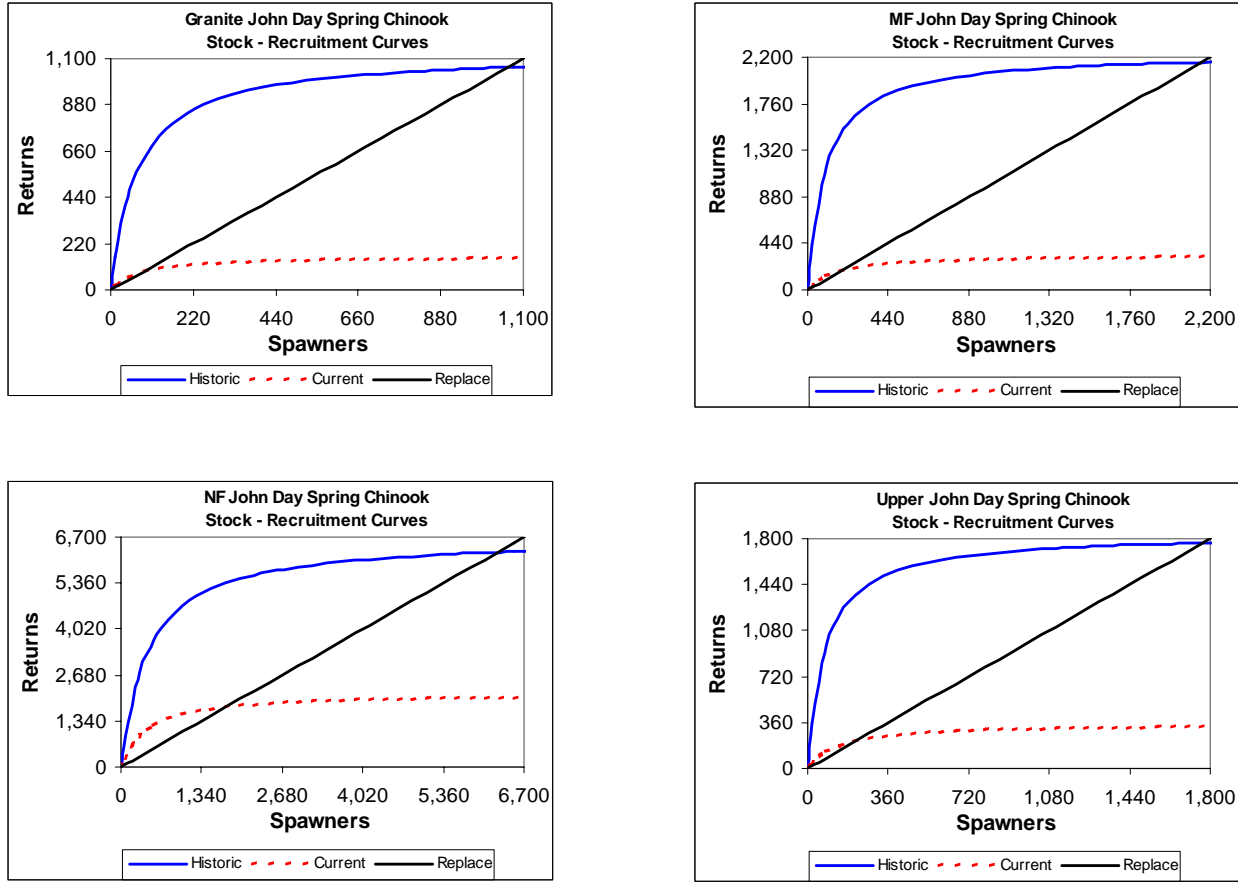 Granite John Day Spring Chinook
Stock - Recruitment Curves
1,100
880
660
440
220
0
Returns
0 220 440 660 880 1,100
Spawners
Historic Current Replace
MF John Day Spring Chinook
Stock - Recruitment Curves
2,200
1,760
1,320
880
440
0
Returns
0 440 880 1,320 1,760 2,200
Spawners
Historic Current Replace
NF John Day Spring Chinook
Stock - Recruitment Curves
6,700
5,360
4,020
2,680
1,340
0
Returns
0 1,340 2,680 4,020 5,360 6,700
Spawners
Historic Current Replace
Upper John Day Spring Chinook
Stock - Recruitment Curves
1,800
1,440
1,080
720
360
0
Returns
0 360 720 1,080 1,440 1,800
Spawners
Historic Current Replace